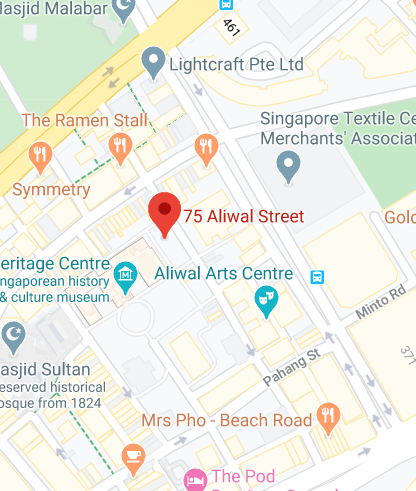 Masjid Malabar
461
Lightcraft Pte Ltd
The Ramen Stall
Singapore Textile Ce
Merchants' Associat
Symmetry
75 Aliwal Street
Gold
eritage Centre
ngaporean history
& culture museum
Aliwal Arts Centre
Minto Rd
asjid Sultan
eserved historical
osque from 1824
Pahang St
371
Mrs Pho - Beach Road
The Pod